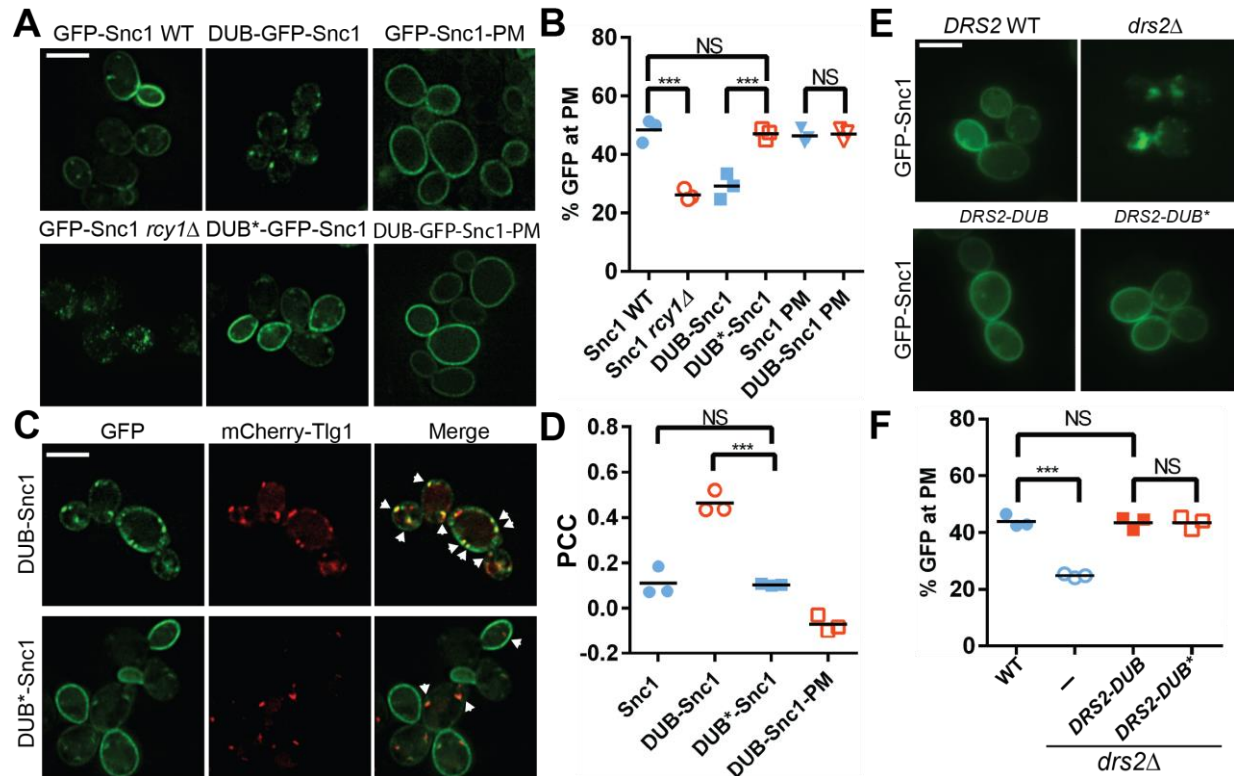 A
GFP-Snc1 WT
DUB-GFP-Snc1
GFP-Snc1-PM
GFP-Snc1 rcy1Δ
DUB*-GFP-Snc1
DUB-GFP-Snc1-PM
B
% GFP at PM
80
60
40
20
0
NS
***
***
NS
Snc1 WT
Snc1 rcy1Δ
DUB-Snc1
DUB*-Snc1
Snc1 PM
DUB-Snc1 PM
C
GFP
mCherry-Tlg1
Merge
DUB-Snc1
DUB*-Snc1
D
PCC
0.8
0.6
0.4
0.2
0.0
-0.2
NS
***
Snc1
DUB-Snc1
DUB*-Snc1
DUB-Snc1-PM
E
DRS2 WT
drs2Δ
GFP-Snc1
DRS2-DUB
DRS2-DUB*
GFP-Snc1
F
% GFP at PM
80
60
40
20
0
NS
***
NS
WT
–
DRS2-DUB
DRS2-DUB*
drs2Δ